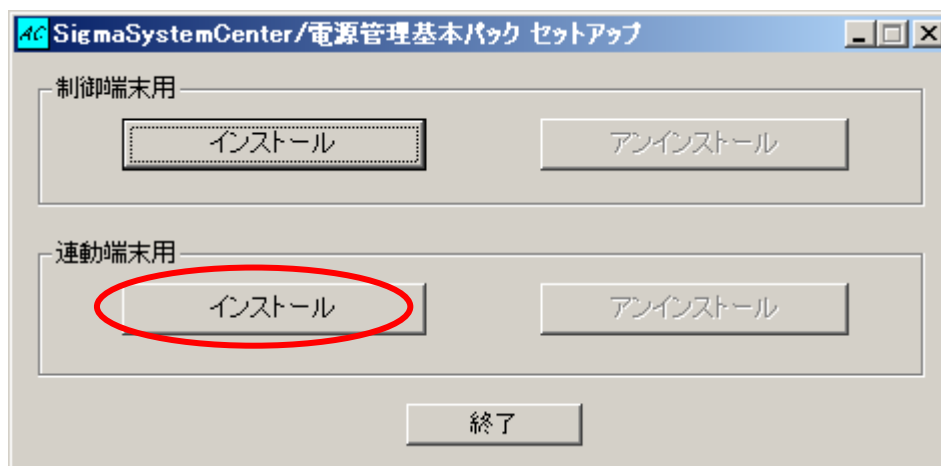 AC SigmaSystemCenter/電源管理基本パック セットアップ
制御端末用
インストール アンインストール
連動端末用
インストール アンインストール
終了